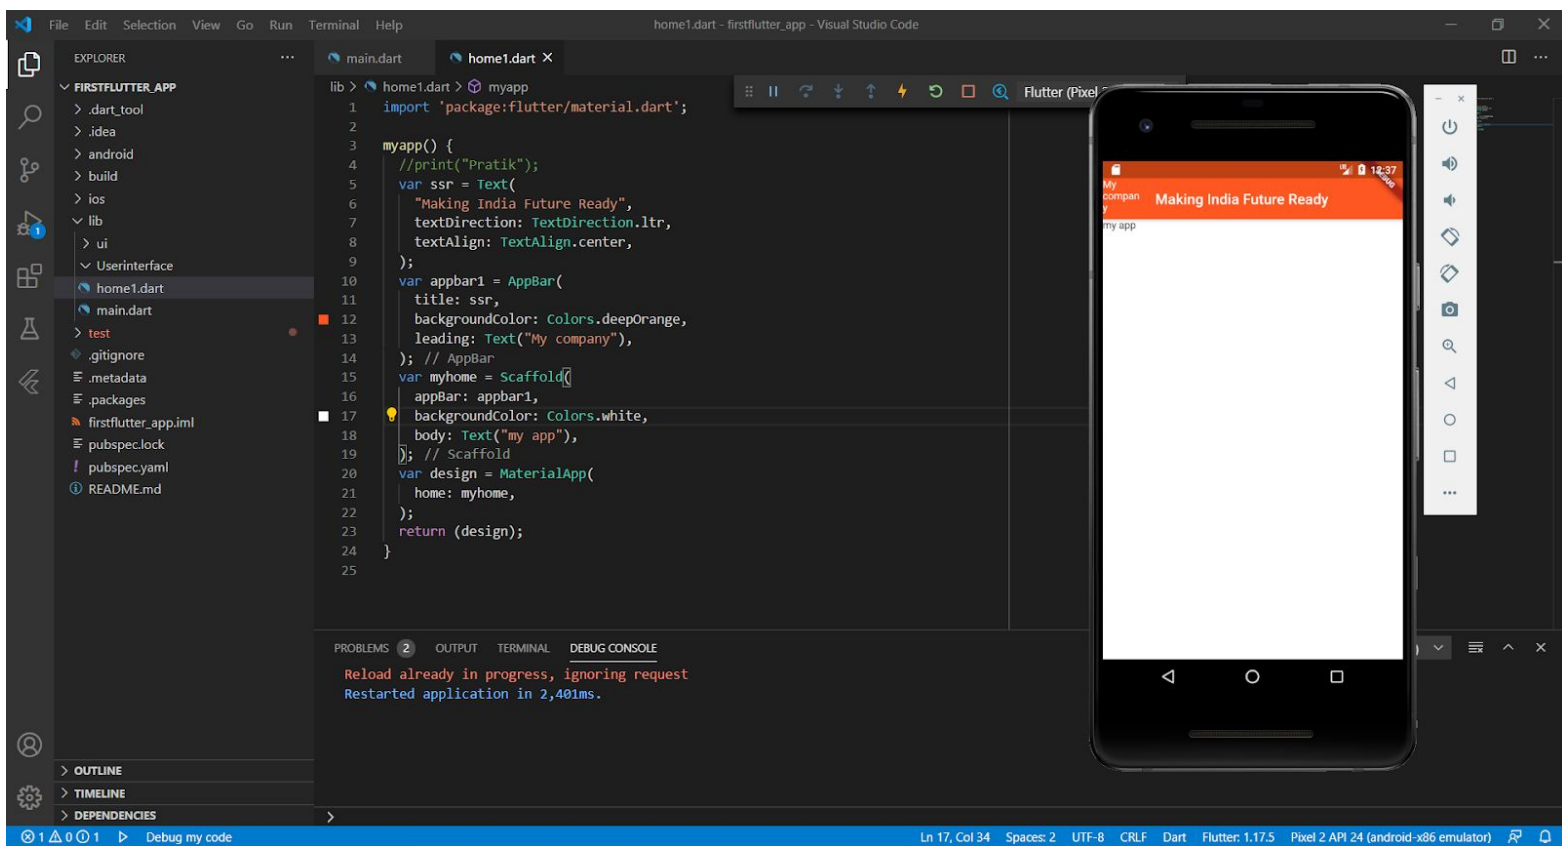 File Edit Selection View Go Run Terminal Help
home1.dart - firstflutter_app - Visual Studio Code
EXPLORER
FIRSTFLUTTER_APP
.dart_tool
.idea
android
build
ios
lib
ui
Userinterface
home1.dart
main.dart
test
.gitignore
.metadata
.packages
firstflutter_app.iml
pubspec.lock
pubspec.yaml
README.md
OUTLINE
TIMELINE
DEPENDENCIES
1
main.dart home1.dart
lib > home1.dart > myapp
Flutter (Pixel
1 import 'package:flutter/material.dart';
2
3 myapp() {
4 //print("Pratik");
5 var ssr = Text(
6 "Making India Future Ready",
7 textDirection: TextDirection.ltr,
8 textAlign: TextAlign.center,
9 );
10 var appbar1 = AppBar(
11 title: ssr,
12 backgroundColor: Colors.deepOrange,
13 leading: Text("My company"),
14 ); // AppBar
15 var myhome = Scaffold(
16 appBar: appbar1,
17 backgroundColor: Colors.white,
18 body: Text("my app"),
19 ); // Scaffold
20 var design = MaterialApp(
21 home: myhome,
22 );
23 return (design);
24 }
25
PROBLEMS 2 OUTPUT TERMINAL DEBUG CONSOLE
Reload already in progress, ignoring request
Restarted application in 2,401ms.
>
DEBUG
My
compan
y
Making India Future Ready
my app
1 0 1 Debug my code
Ln 17, Col 34 Spaces: 2 UTF-8 CRLF Dart Flutter: 1.17.5 Pixel 2 API 24 (android-x86 emulator)